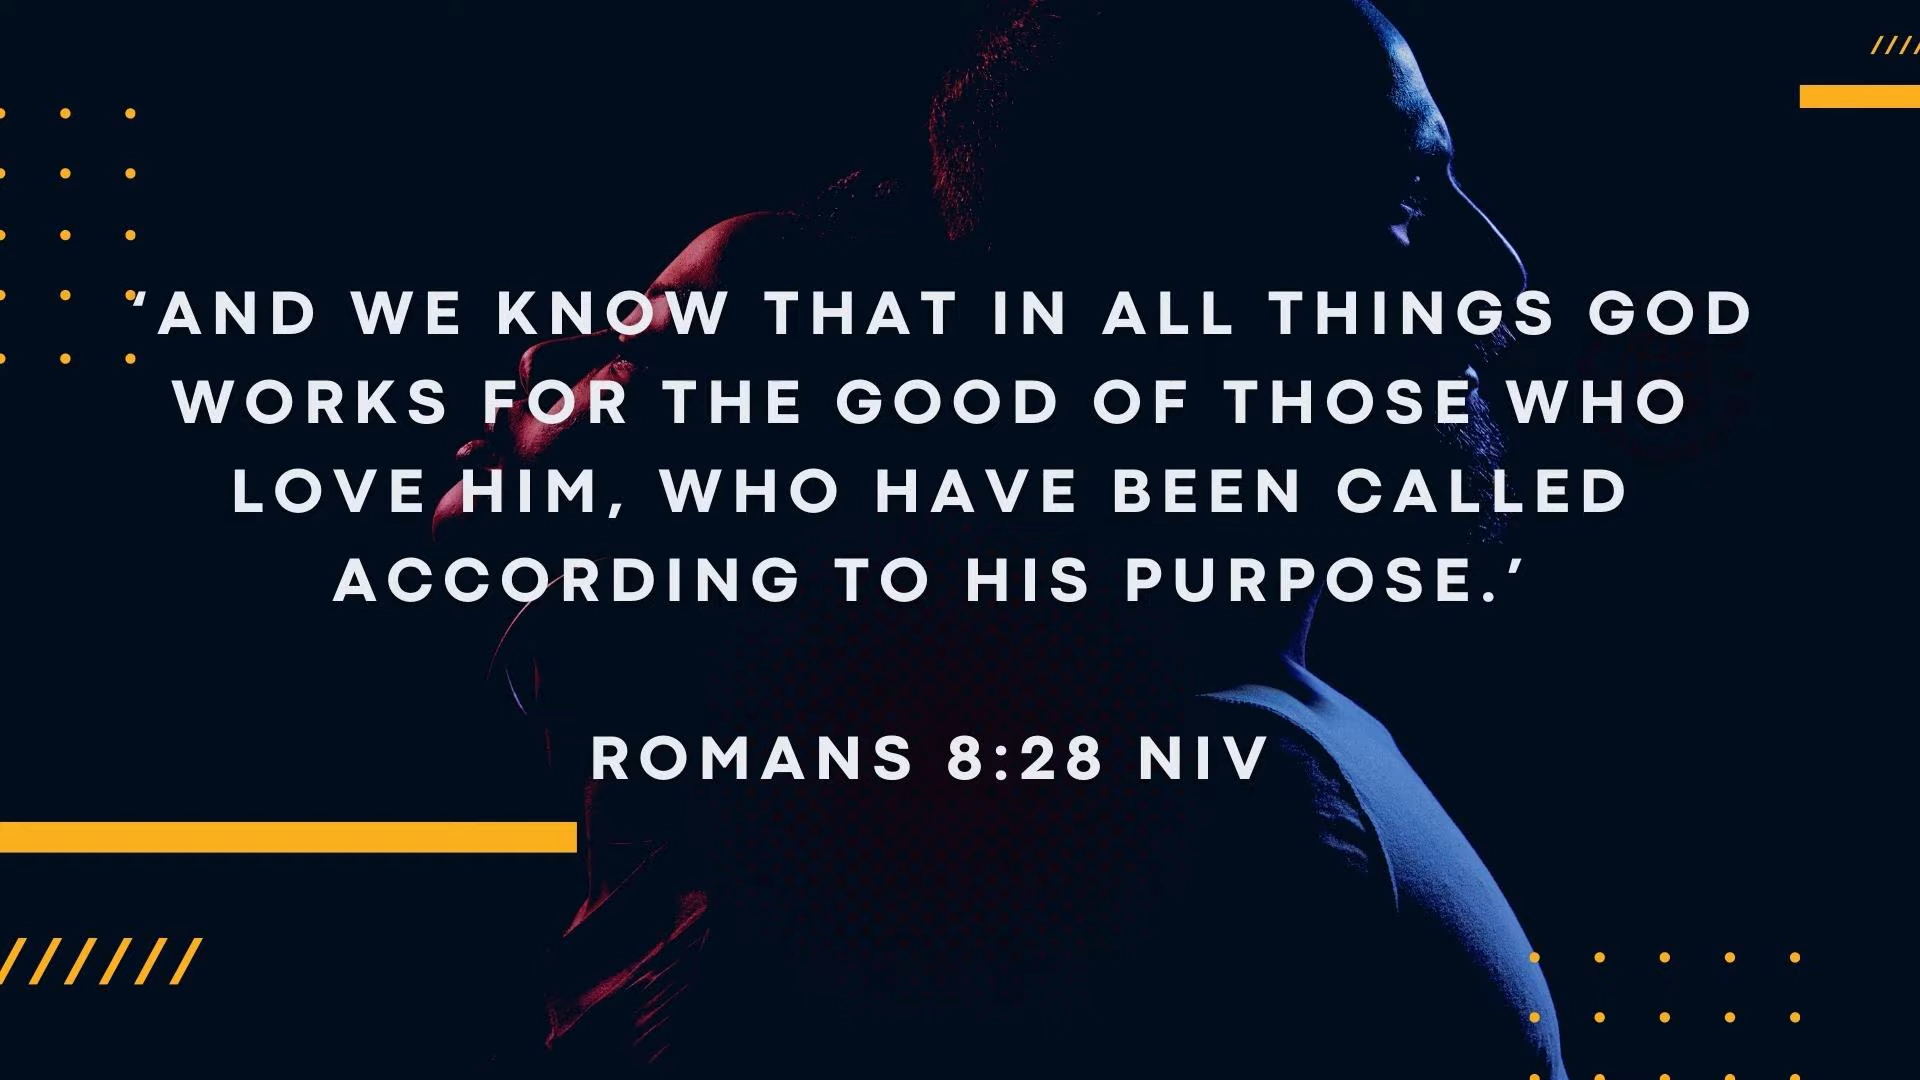 ‘AND WE KNOW THAT IN ALL THINGS GOD
WORKS FOR THE GOOD OF THOSE WHO
LOVE HIM, WHO HAVE BEEN CALLED
ACCORDING TO HIS PURPOSE.’
ROMANS 8:28 NIV